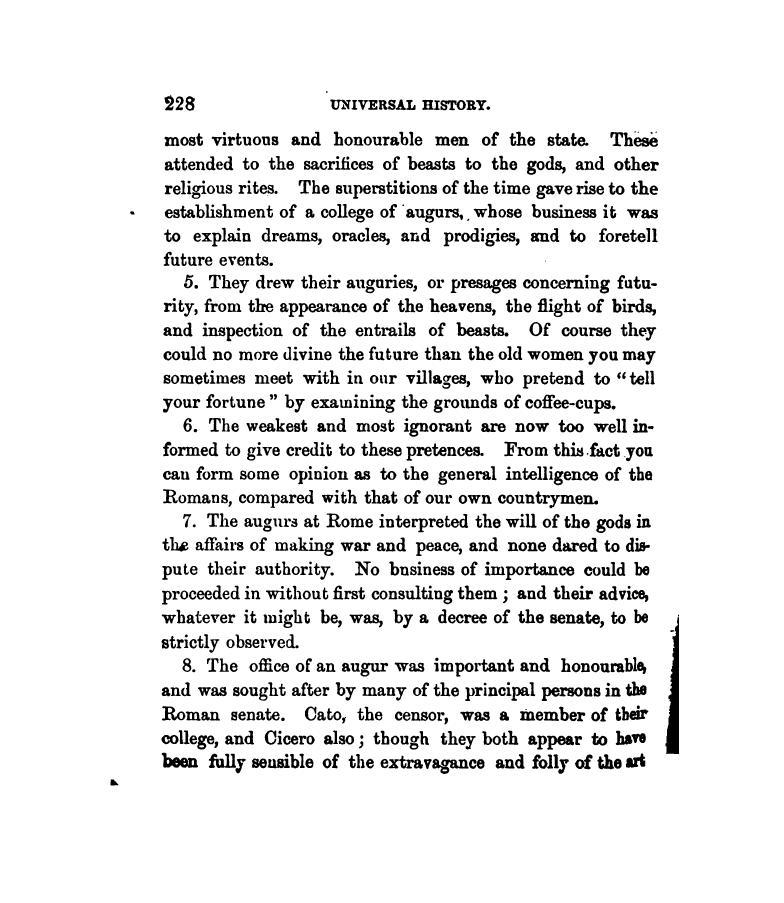 228 UNIVERSAL HISTORY.
most virtuous and honourable men of the state. These
attended to the sacrifices of beasts to the gods, and other
religious rites. The superstitions of the time gave rise to the
establishment of a college of augurs, whose business it was
to explain dreams, oracles, and prodigies, and to foretell
future events.
5. They drew their auguries, or presages concerning futu-
rity, from the appearance of the heavens, the flight of birds,
and inspection of the entrails of beasts. Of course they
could no more divine the future than the old women you may
sometimes meet with in our villages, who pretend to “tell
your fortune” by examining the grounds of coffee-cups.
6. The weakest and most ignorant are now too well in-
formed to give credit to these pretences. From this fact you
can form some opinion as to the general intelligence of the
Romans, compared with that of our own countrymen.
7. The augurs at Rome interpreted the will of the gods in
the affairs of making war and peace, and none dared to dis-
pute their authority. No business of importance could be
proceeded in without first consulting them; and their advice,
whatever it might be, was, by a decree of the senate, to be
strictly observed.
8. The office of an augur was important and honourable,
and was sought after by many of the principal persons in the
Roman senate. Cato, the censor, was a member of their
college, and Cicero also; though they both appear to have
been fully sensible of the extravagance and folly of the art